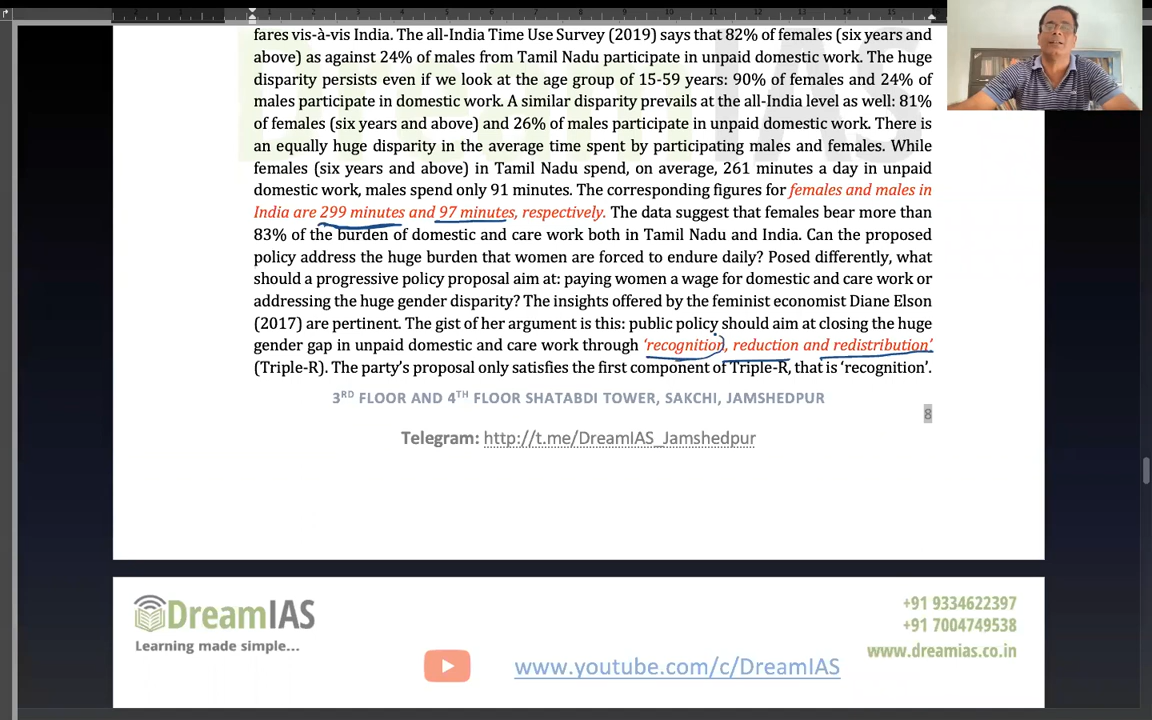 fares vis-à-vis India. The all-India Time Use Survey (2019) says that 82% of females (six years and
above) as against 24% of males from Tamil Nadu participate in unpaid domestic work. The huge
disparity persists even if we look at the age group of 15-59 years: 90% of females and 24% of
males participate in domestic work. A similar disparity prevails at the all-India level as well: 81%
of females (six years and above) and 26% of males participate in unpaid domestic work. There is
an equally huge disparity in the average time spent by participating males and females. While
females (six years and above) in Tamil Nadu spend, on average, 261 minutes a day in unpaid
domestic work, males spend only 91 minutes. The corresponding figures for females and males in
India are 299 minutes and 97 minutes, respectively. The data suggest that females bear more than
83% of the burden of domestic and care work both in Tamil Nadu and India. Can the proposed
policy address the huge burden that women are forced to endure daily? Posed differently, what
should a progressive policy proposal aim at: paying women a wage for domestic and care work or
addressing the huge gender disparity? The insights offered by the feminist economist Diane Elson
(2017) are pertinent. The gist of her argument is this: public policy should aim at closing the huge
gender gap in unpaid domestic and care work through ‘recognition, reduction and redistribution’
(Triple-R). The party’s proposal only satisfies the first component of Triple-R, that is ‘recognition’.
3RD FLOOR AND 4TH FLOOR SHATABDI TOWER, SAKCHI, JAMSHEDPUR
8
Telegram: http://t.me/DreamIAS_Jamshedpur
DreamIAS
Learning made simple...
www.youtube.com/c/DreamIAS
+91 9334622397
+91 7004749538
www.dreamias.co.in